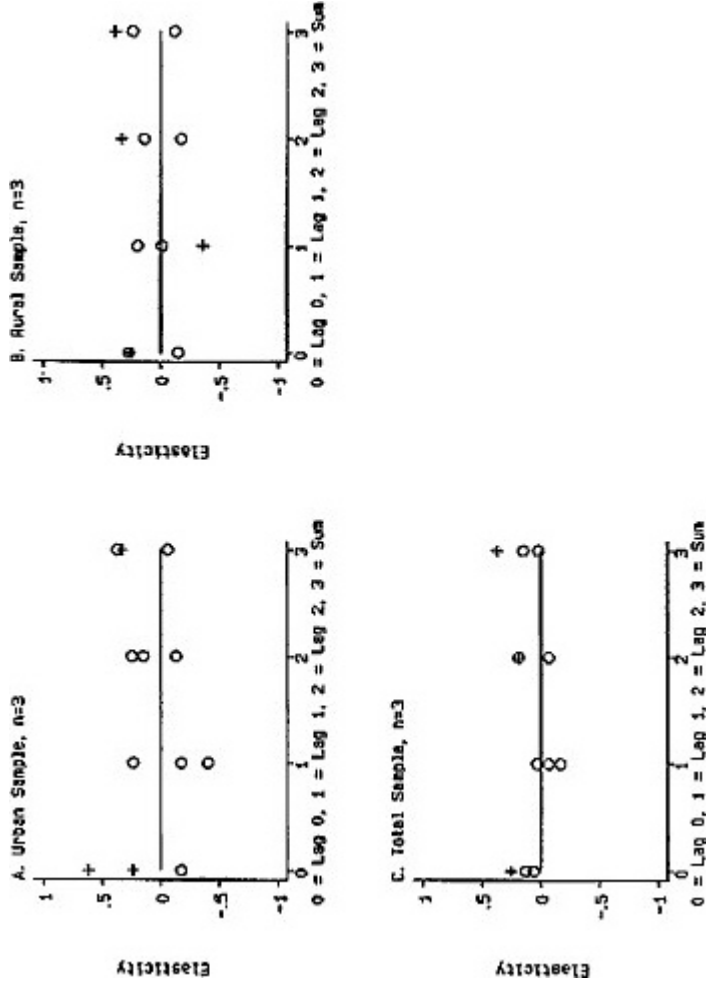 A. Urban Sample, n=3
1
.5
0
-.5
-1
Elasticity
0 1 2 3
0 = Lag 0, 1 = Lag 1, 2 = Lag 2, 3 = Sum
B. Rural Sample, n=3
1
.5
0
-.5
-1
Elasticity
0 1 2 3
0 = Lag 0, 1 = Lag 1, 2 = Lag 2, 3 = Sum
C. Total Sample, n=3
1
.5
0
-.5
-1
Elasticity
0 1 2 3
0 = Lag 0, 1 = Lag 1, 2 = Lag 2, 3 = Sum